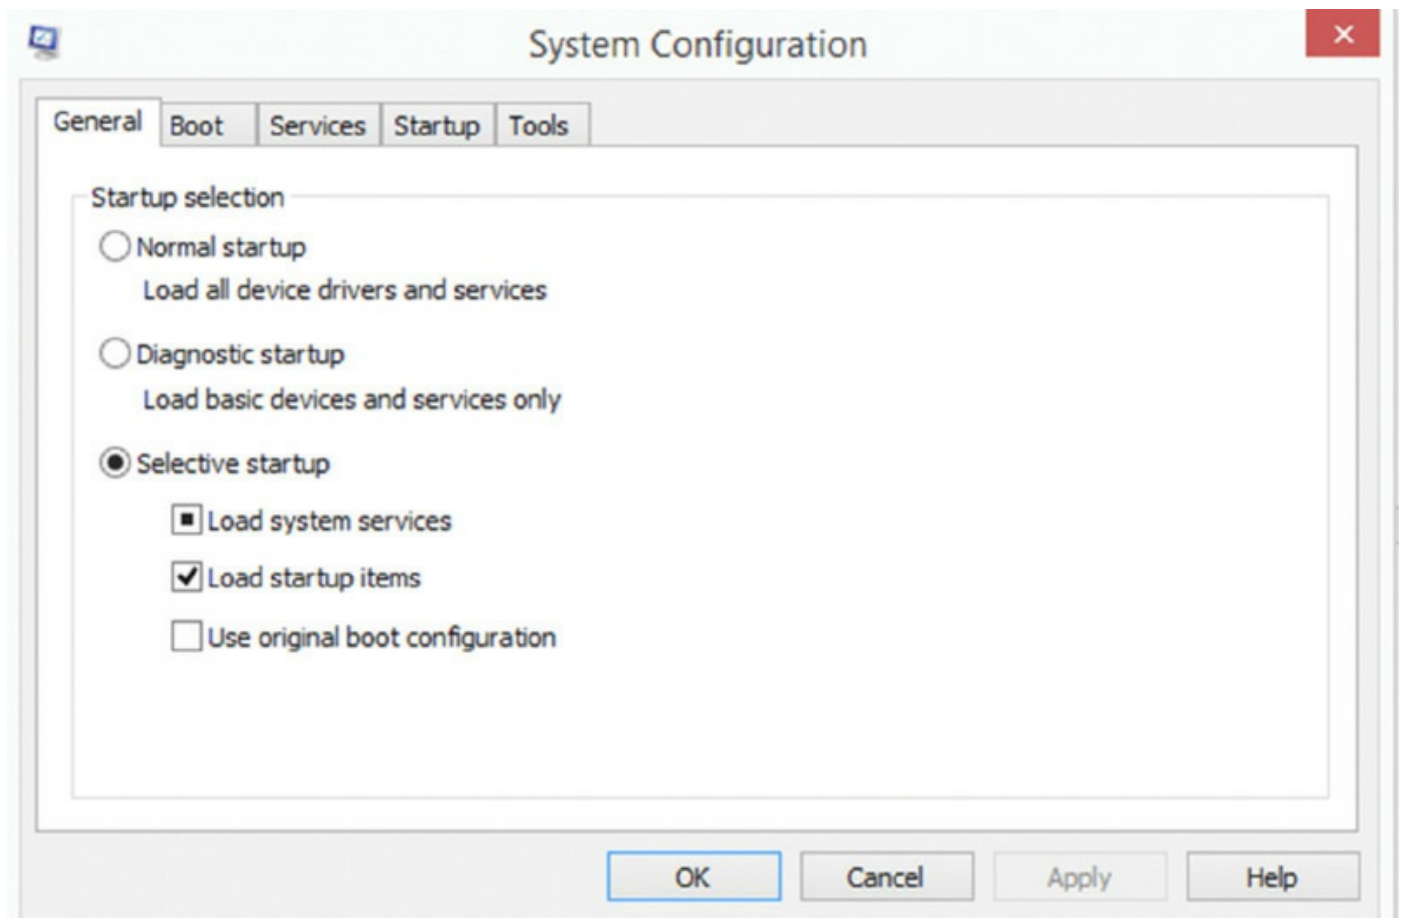 System Configuration
General Boot Services Startup Tools
Startup selection
Normal startup
Load all device drivers and services
Diagnostic startup
Load basic devices and services only
Selective startup
Load system services
Load startup items
Use original boot configuration
OK Cancel Apply Help